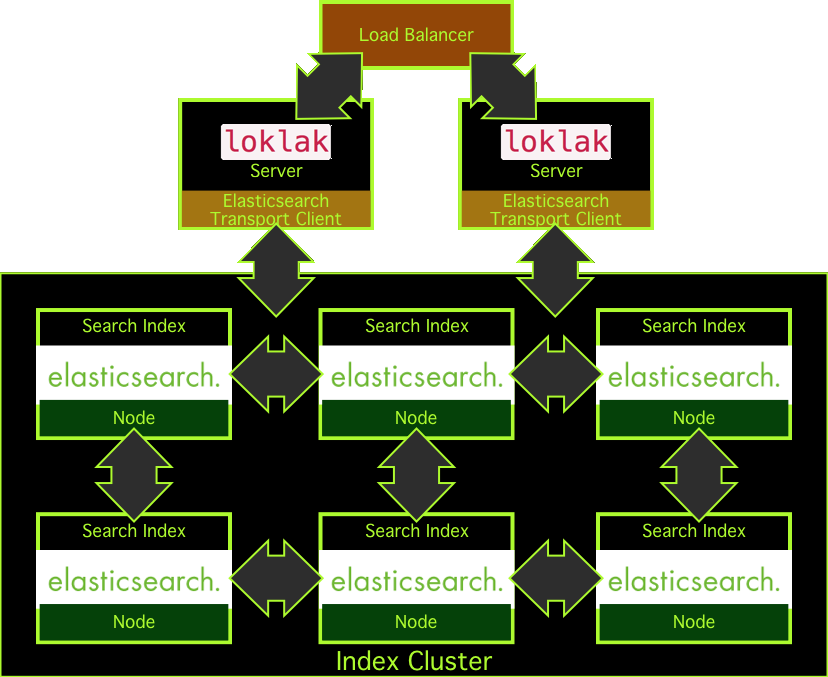 Load Balancer
loklak
loklak
Server
Server
Elasticsearch
Transport Client
Elasticsearch
Transport Client
Search Index
Search Index
Search Index
elasticsearch.
elasticsearch.
elasticsearch.
Node
Node
Node
Search Index
Search Index
Search Index
elasticsearch.
elasticsearch.
elasticsearch.
Node
Node
Node
Index Cluster